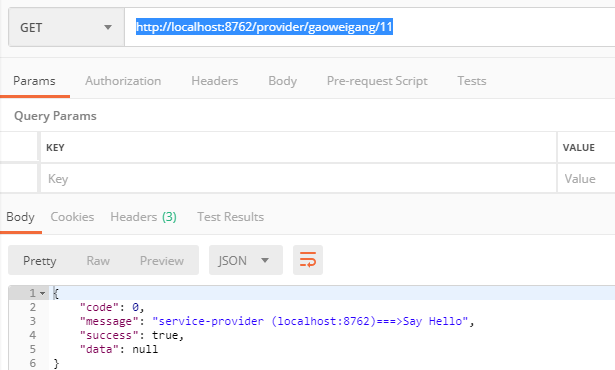 GET http://localhost:8762/provider/gaoweigang/11
Params Authorization Headers Body Pre-request Script Tests
Query Params
KEY VALUE
Key Value
Body Cookies Headers (3) Test Results
Pretty Raw Preview JSON
1 {
2 "code": 0,
3 "message": "service-provider (localhost:8762)===>Say Hello",
4 "success": true,
5 "data": null
6 }